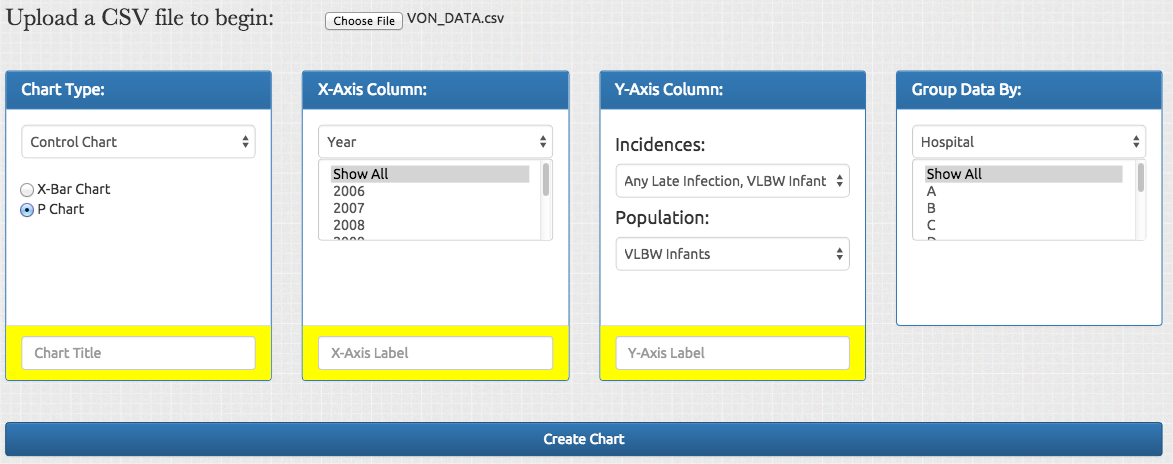 Upload a CSV file to begin:
Choose File VON_DATA.csv
Chart Type:
Control Chart
X-Bar Chart
P Chart
Chart Title
X-Axis Column:
Year
Show All
2006
2007
2008
X-Axis Label
Y-Axis Column:
Incidences:
Any Late Infection, VLBW Infant
Population:
VLBW Infants
Y-Axis Label
Group Data By:
Hospital
Show All
A
B
C
Create Chart